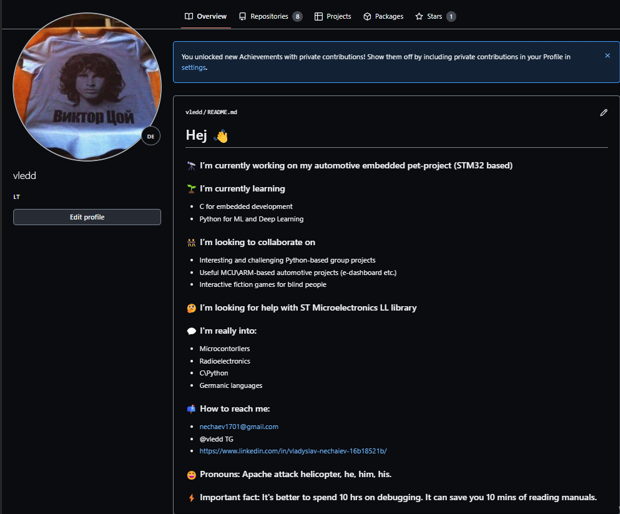 Overview
Repositories 8
Projects
Packages
Stars 1
You unlocked new Achievements with private contributions! Show them off by including private contributions in your Profile in
settings.
Виктор Цой
DE
vledd
LT
Edit profile
vledd/README.md
Hej 👋
🔭 I'm currently working on my automotive embedded pet-project (STM32 based)
🌱 I'm currently learning
• C for embedded development
• Python for ML and Deep Learning
👯 I'm looking to collaborate on
• Interesting and challenging Python-based group projects
• Useful MCU\ARM-based automotive projects (e-dashboard etc.)
• Interactive fiction games for blind people
🤔 I'm looking for help with ST Microelectronics LL library
💬 I'm really into:
• Microcontorllers
• Radioelectronics
• C\Python
• Germanic languages
📫 How to reach me:
• nechaev1701@gmail.com
• @vledd TG
• https://www.linkedin.com/in/vladyslav-nechaiev-16b18521b/
😄 Pronouns: Apache attack helicopter, he, him, his.
⚡ Important fact: It's better to spend 10 hrs on debugging. It can save you 10 mins of reading manuals.